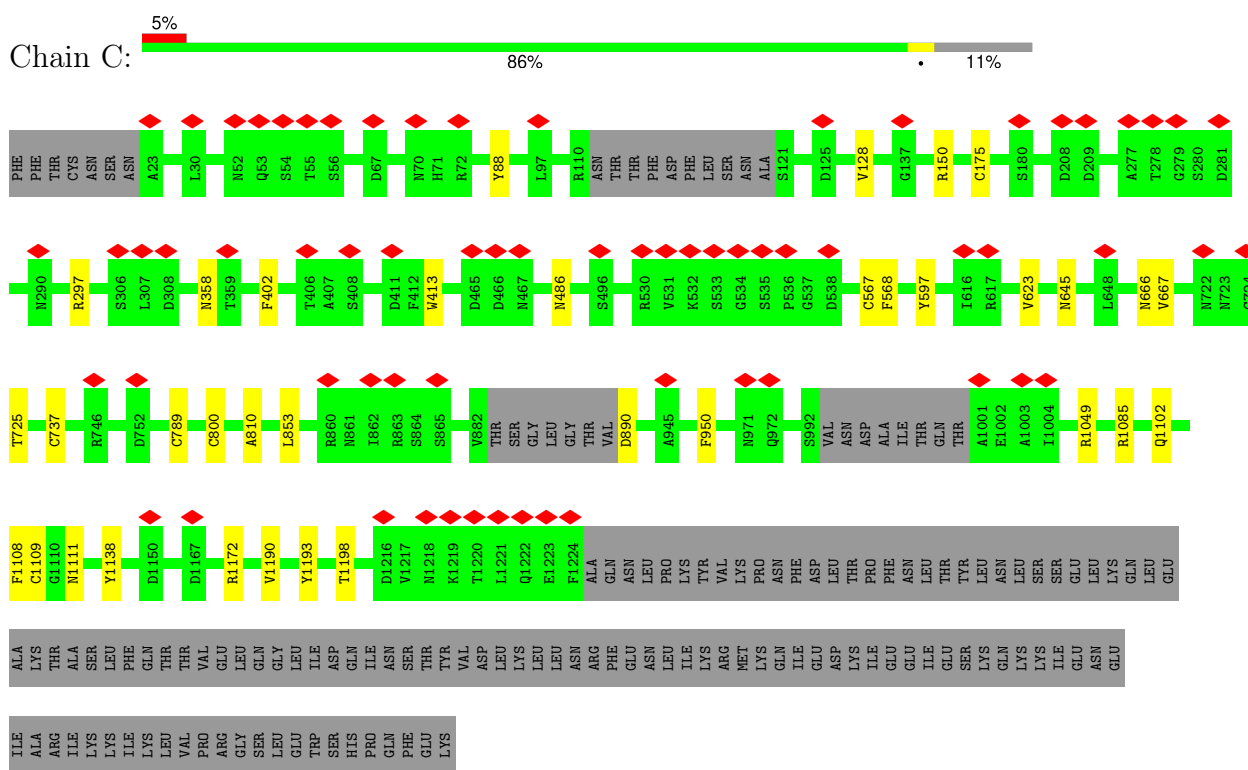 5%
Chain C:
86% • 11%
PHE PHE THR CYS ASN SER ASN A23 L30 N52 Q53 S54 T55 S56 D67 N70 H71 R72 Y88 L97 R110 ASN THR THR PHE ASP PHE LEU SER ASN ALA S121 D125 V128 G137 R150 C175 S180 D208 D209 A277 T278 G279 S280 D281
N290 R297 S306 L307 D308 N358 T359 F402 T406 A407 S408 D411 F412 W413 D465 D466 N467 N486 S496 R530 V531 K532 S533 G534 S535 P536 G537 D538 C567 F568 Y597 I616 R617 V623 N645 L648 N666 V667 N722 N723
T725 C737 R746 D752 C789 C800 A810 L853 R860 N861 I862 R863 S864 S865 V882 THR SER GLY LEU GLY THR VAL D890 A945 F950 N971 Q972 S992 VAL ASN ASP ALA ILE THR GLN THR A1001 E1002 A1003 I1004 R1049 R1085 Q1102
F1108 C1109 G1110 N1111 Y1138 D1150 D1167 R1172 V1190 Y1193 T1198 D1216 V1217 N1218 K1219 T1220 L1221 Q1222 E1223 F1224 ALA GLN ASN LEU PRO LYS TYR VAL LYS PRO ASN PHE ASP LEU THR PRO PHE ASN LEU THR TYR LEU ASN LEU SER SER GLU LEU LYS GLN LEU GLU
ALA LYS THR ALA SER LEU PHE GLN THR THR VAL GLU LEU GLN GLY LEU ILE ASP GLN ILE ASN SER THR TYR VAL ASP LEU LYS LEU LEU ASN ARG PHE GLU ASN LEU ILE LYS ARG MET LYS GLN ILE GLU ASP LYS ILE GLU GLU ILE GLU SER LYS GLN LYS LYS ILE GLU ASN GLU
ILE ALA ARG ILE LYS LYS ILE LYS LEU VAL PRO ARG GLY SER LEU GLU TRP SER HIS PRO GLN PHE GLU LYS